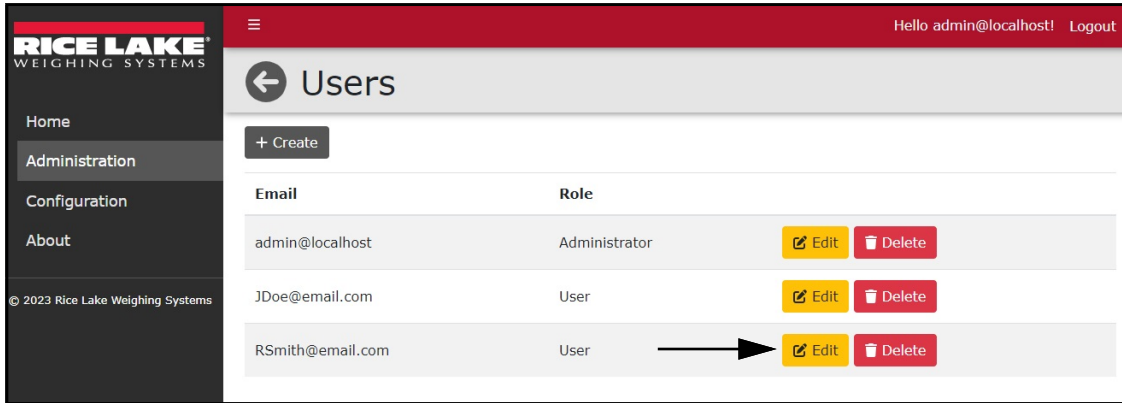 RICE LAKE®
WEIGHING SYSTEMS
Home
Administration
Configuration
About
© 2023 Rice Lake Weighing Systems
Hello admin@localhost! Logout
Users
+ Create
Email Role
admin@localhost Administrator Edit Delete
JDoe@email.com User Edit Delete
RSmith@email.com User Edit Delete